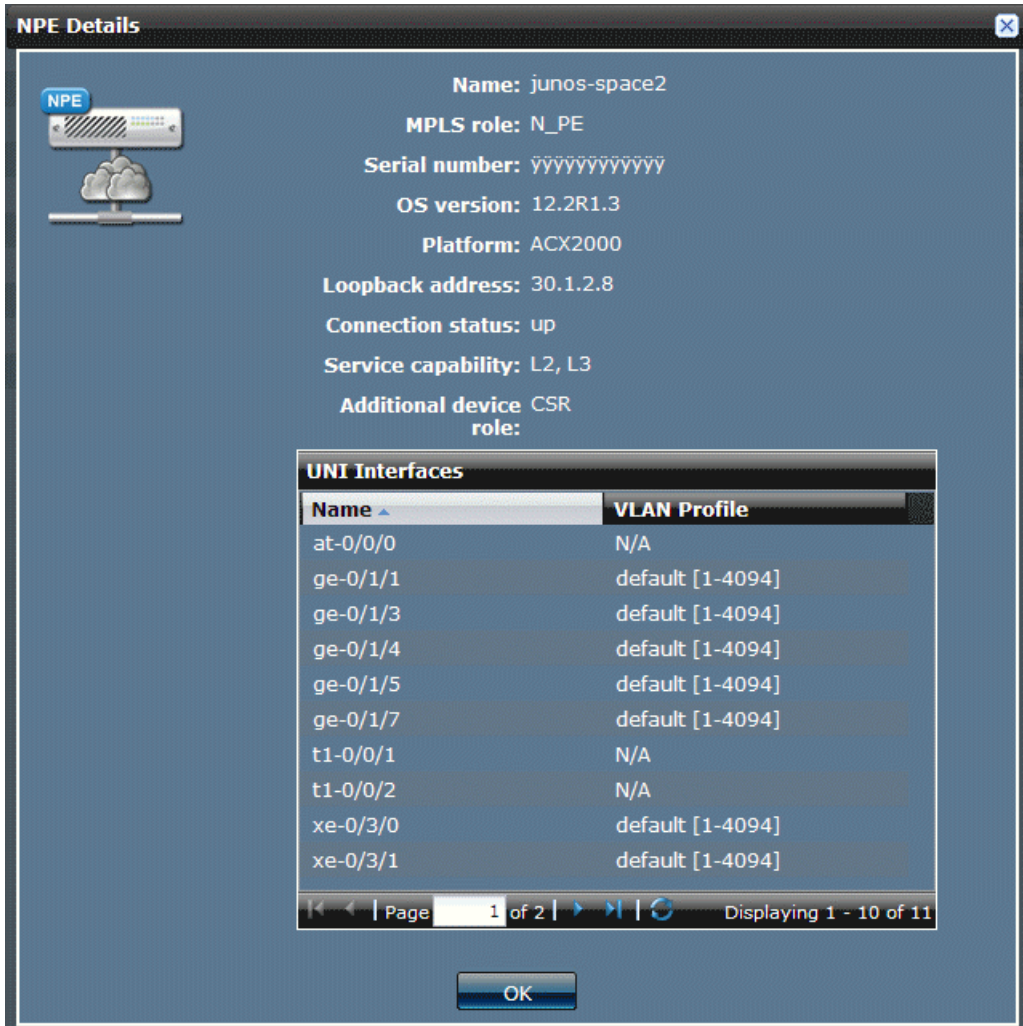 NPE Details
NPE
Name: junos-space2
MPLS role: N_PE
Serial number: ÿÿÿÿÿÿÿÿÿÿÿÿ
OS version: 12.2R1.3
Platform: ACX2000
Loopback address: 30.1.2.8
Connection status: up
Service capability: L2, L3
Additional device CSR
role:
UNI Interfaces
Name VLAN Profile
at-0/0/0 N/A
ge-0/1/1 default [1-4094]
ge-0/1/3 default [1-4094]
ge-0/1/4 default [1-4094]
ge-0/1/5 default [1-4094]
ge-0/1/7 default [1-4094]
t1-0/0/1 N/A
t1-0/0/2 N/A
xe-0/3/0 default [1-4094]
xe-0/3/1 default [1-4094]
Page 1 of 2 Displaying 1 - 10 of 11
OK